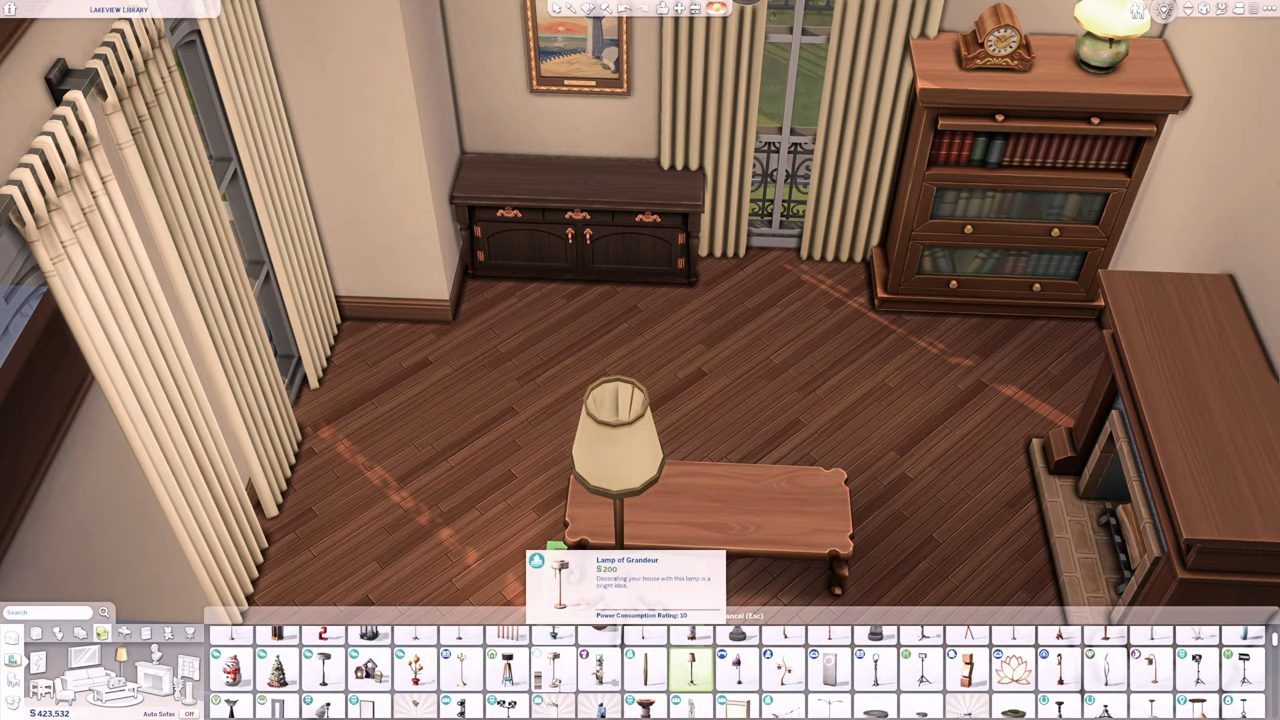 LAKEVIEW LIBRARY
Lamp of Grandeur
§200
Decorating your house with this lamp is a
bright idea.
Power Consumption Rating: 10
ancel (Esc)
Search
§423,532
Auto Sofas
Off